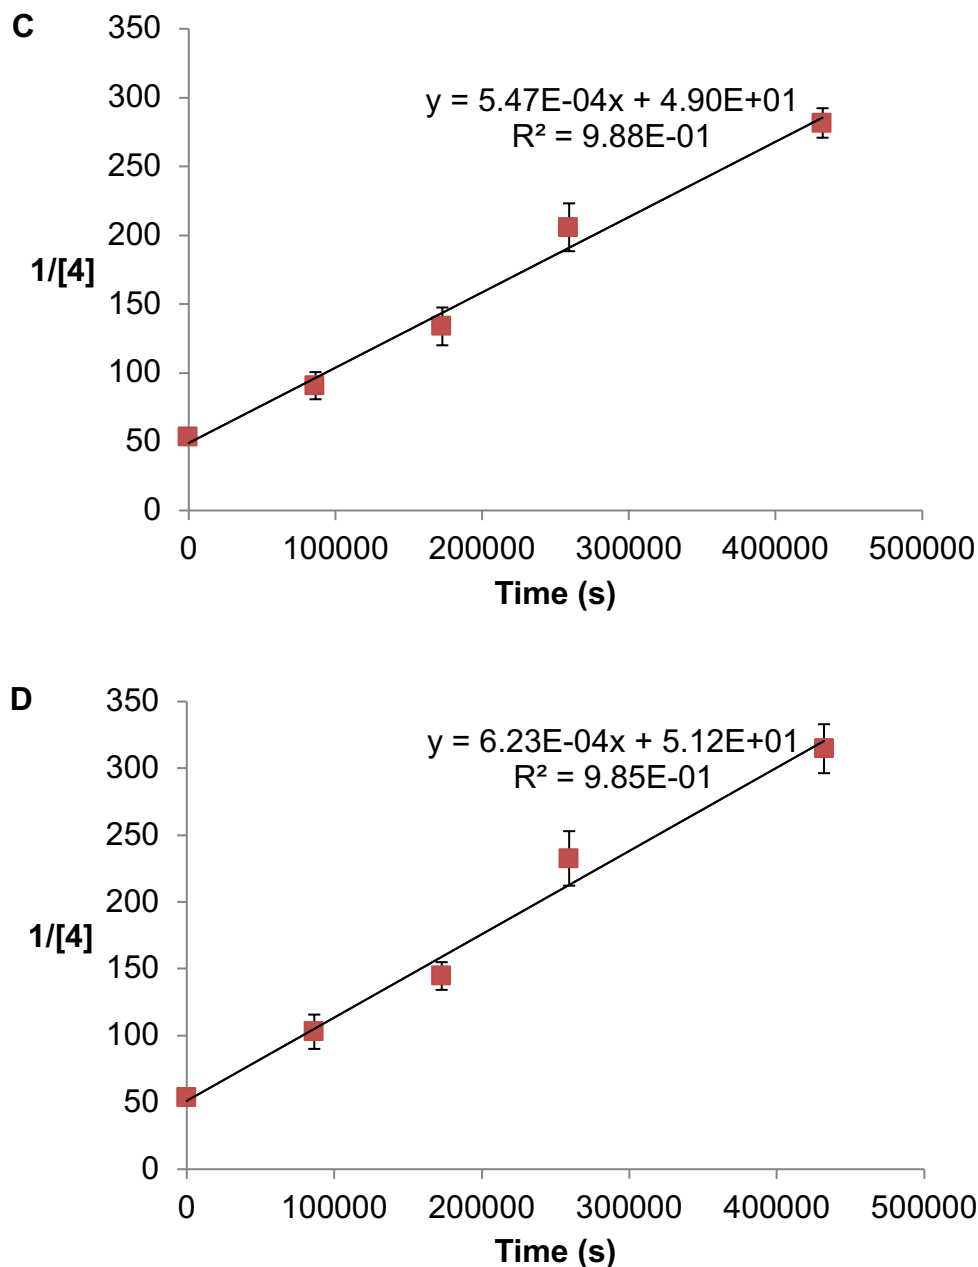 C
350
300
250
200
150
100
50
0
1/[4]
y = 5.47E-04x + 4.90E+01
R² = 9.88E-01
0 100000 200000 300000 400000 500000
Time (s)
D
350
300
250
200
150
100
50
0
1/[4]
y = 6.23E-04x + 5.12E+01
R² = 9.85E-01
0 100000 200000 300000 400000 500000
Time (s)